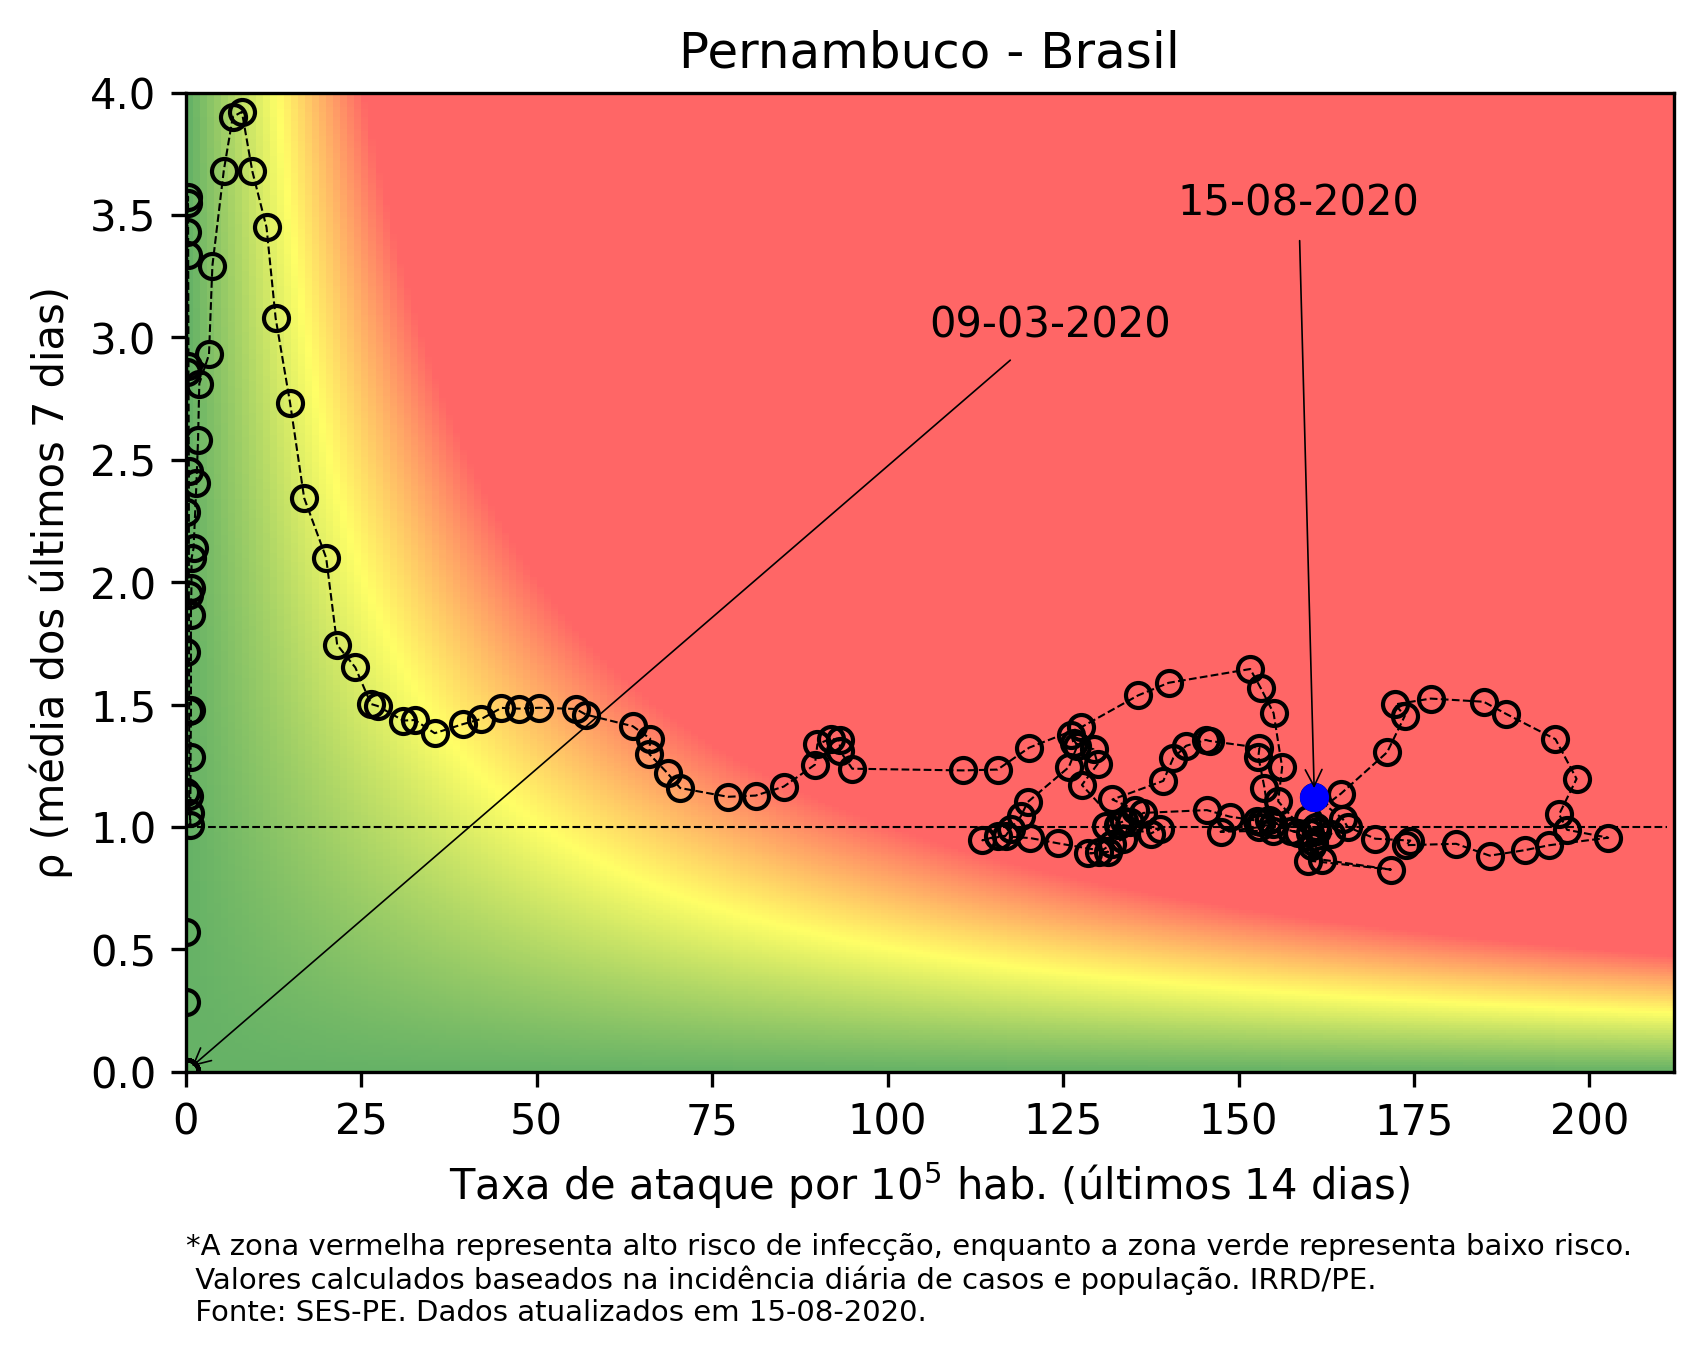 Pernambuco - Brasil
4.0
3.5
3.0
2.5
2.0
1.5
1.0
0.5
0.0
ρ (média dos últimos 7 dias)
15-08-2020
09-03-2020
0 25 50 75 100 125 150 175 200
Taxa de ataque por 10⁵ hab. (últimos 14 dias)
*A zona vermelha representa alto risco de infecção, enquanto a zona verde representa baixo risco.
Valores calculados baseados na incidência diária de casos e população. IRRD/PE.
Fonte: SES-PE. Dados atualizados em 15-08-2020.